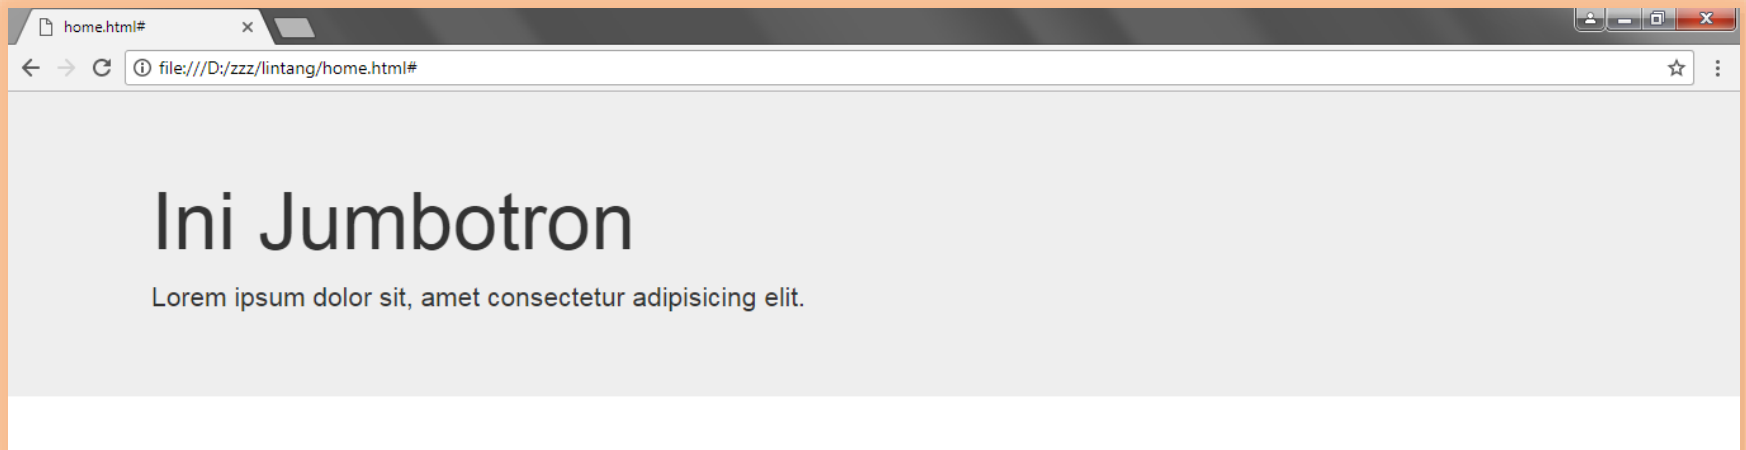 home.html#
file:///D:/zzz/lintang/home.html#
Ini Jumbotron
Lorem ipsum dolor sit, amet consectetur adipisicing elit.